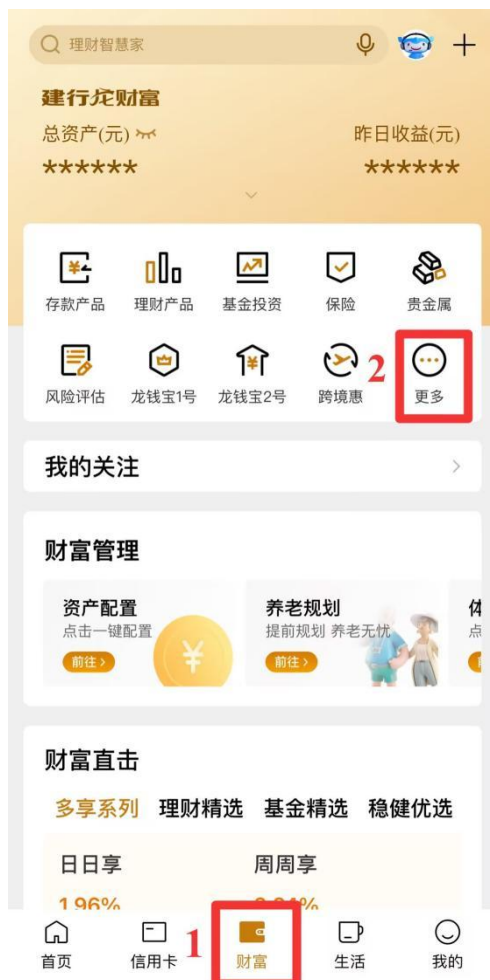 理财智慧家
建行龙财富
总资产(元)
昨日收益(元)
******
******
存款产品 理财产品 基金投资 保险 贵金属
2
风险评估 龙钱宝1号 龙钱宝2号 跨境惠 更多
我的关注
财富管理
资产配置 养老规划 体
点击一键配置 提前规划 养老无忧 点
前往> 前往>
财富直击
多享系列 理财精选 基金精选 稳健优选
日日享 周周享
1.96%
1
首页 信用卡 财富 生活 我的